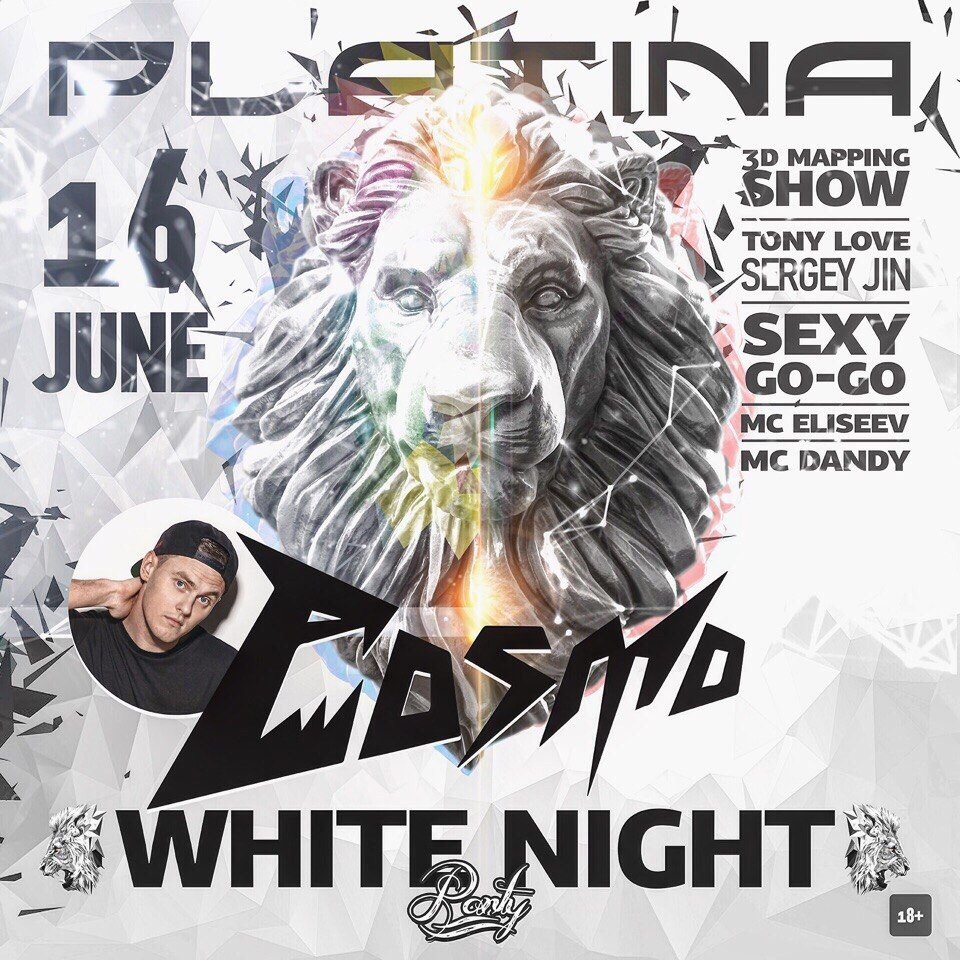 PLATINA
16
JUNE
3D MAPPING
SHOW
TONY LOVE
SERGEY JIN
SEXY
GO-GO
MC ELISEEV
MC DANDY
COSMO
WHITE NIGHT
Party
18+